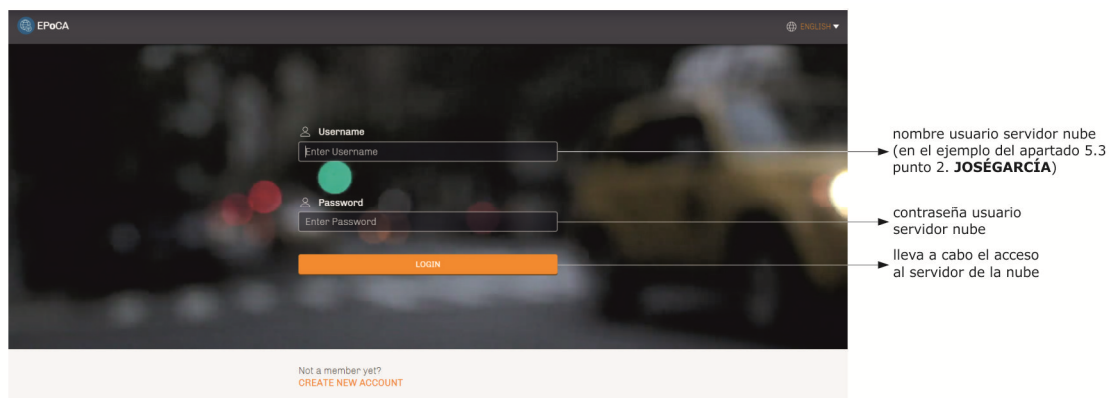 EPoCA
ENGLISH
Username
Enter Username
Password
Enter Password
LOGIN
Not a member yet?
CREATE NEW ACCOUNT
nombre usuario servidor nube
(en el ejemplo del apartado 5.3
punto 2. JOSÉGARCÍA)
contraseña usuario
servidor nube
lleva a cabo el acceso
al servidor de la nube